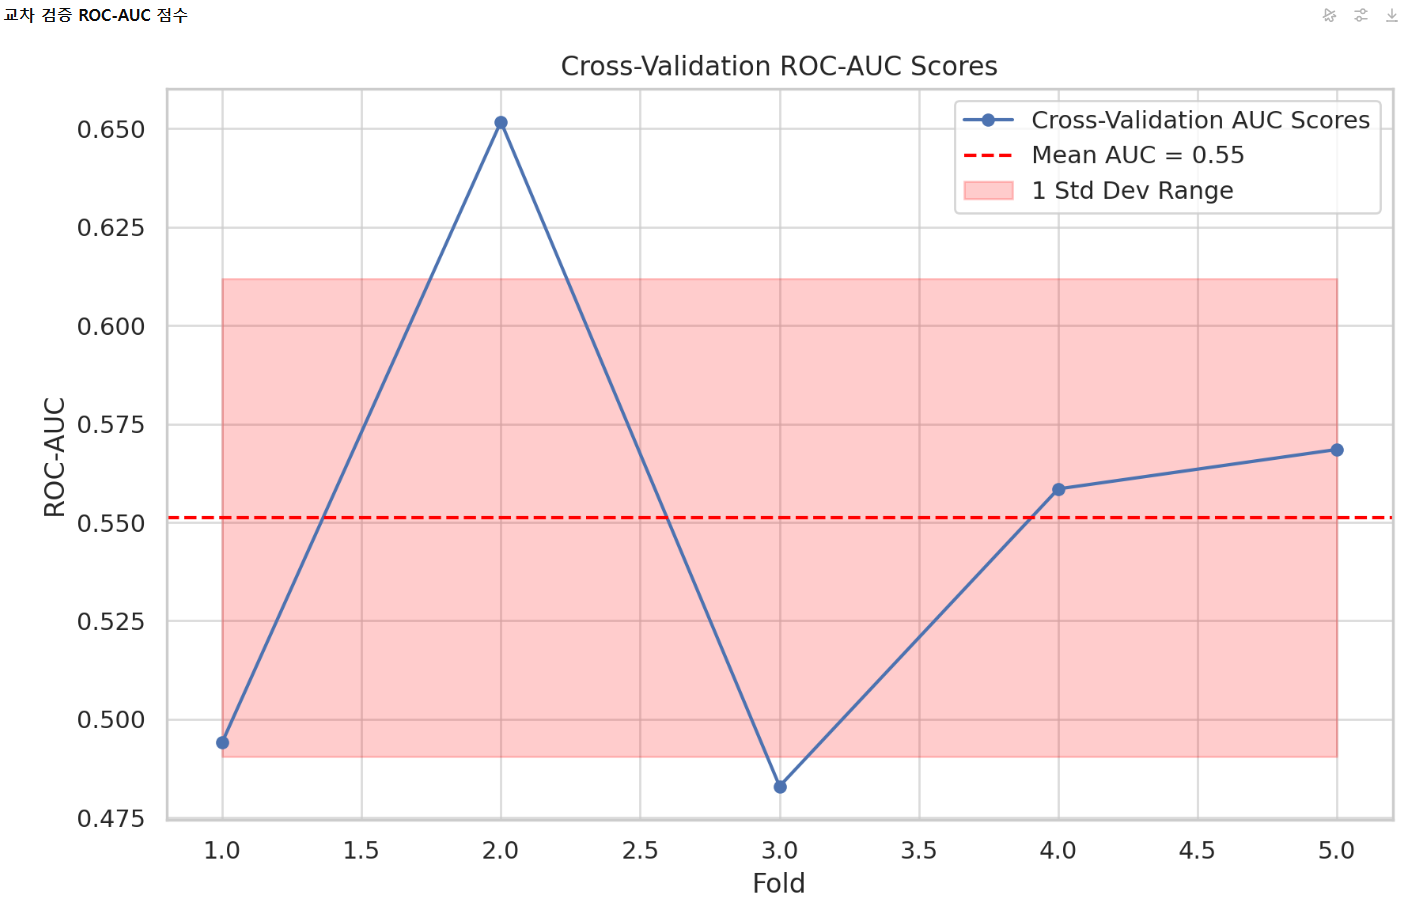 교차 검증 ROC-AUC 점수
Cross-Validation ROC-AUC Scores
Cross-Validation AUC Scores
Mean AUC = 0.55
1 Std Dev Range
ROC-AUC
0.650
0.625
0.600
0.575
0.550
0.525
0.500
0.475
1.0 1.5 2.0 2.5 3.0 3.5 4.0 4.5 5.0
Fold